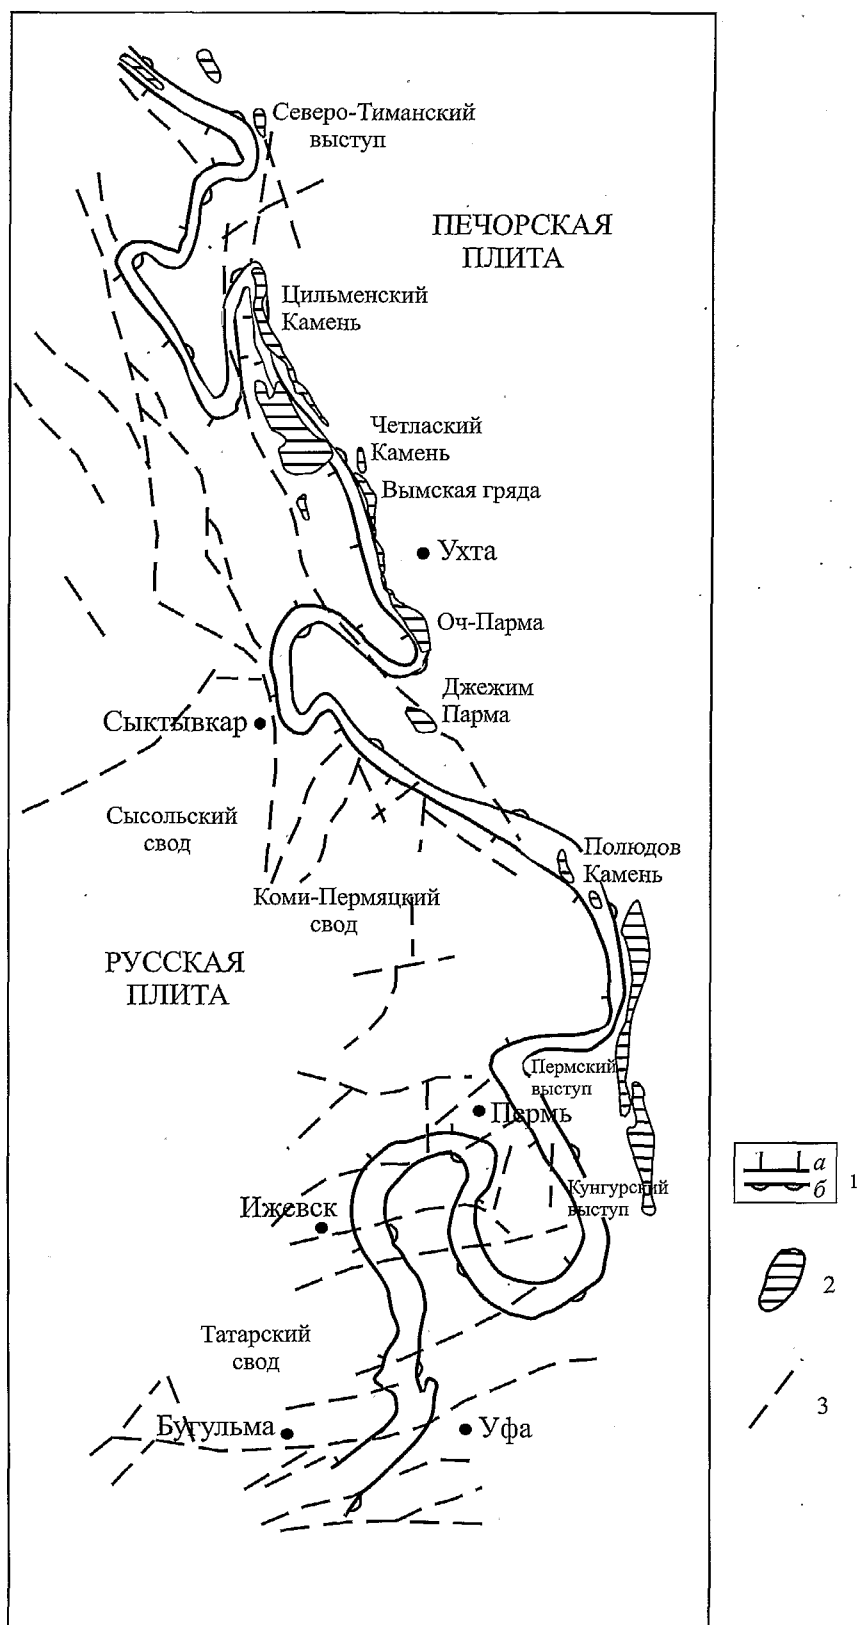 Северо-Тиманский
выступ
ПЕЧОРСКАЯ
ПЛИТА
Цильменский
Камень
Четлаский
Камень
Вымская гряда
Ухта
Оч-Парма
Джежим
Парма
Сыктывкар
Сысольский
свод
Полюдов
Камень
Коми-Пермяцкий
свод
РУССКАЯ
ПЛИТА
Пермский
выступ
Пермь
а
б
1
Кунгурский
выступ
Ижевск
2
Татарский
свод
3
Бугульма
Уфа